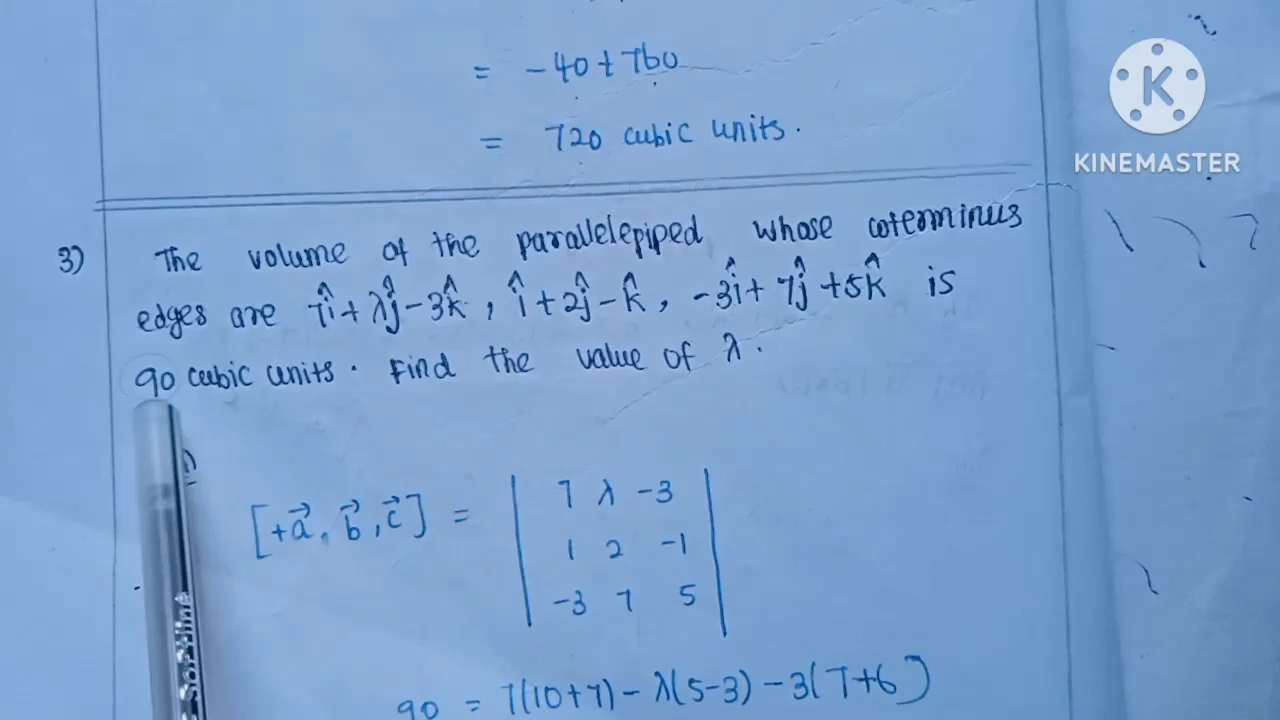 = -40 + 760
= 720 cubic units.
KINEMASTER
3) The volume of the parallelepiped whose coterminus
edges are 7î + λĵ - 3k̂, î + 2ĵ - k̂, -3î + 7ĵ + 5k̂ is
90 cubic units. Find the value of λ.
[+a⃗, b⃗, c⃗] = | 7 λ -3 |
| 1 2 -1 |
| -3 7 5 |
90 = 7(10+7) - λ(5-3) - 3(7+6)